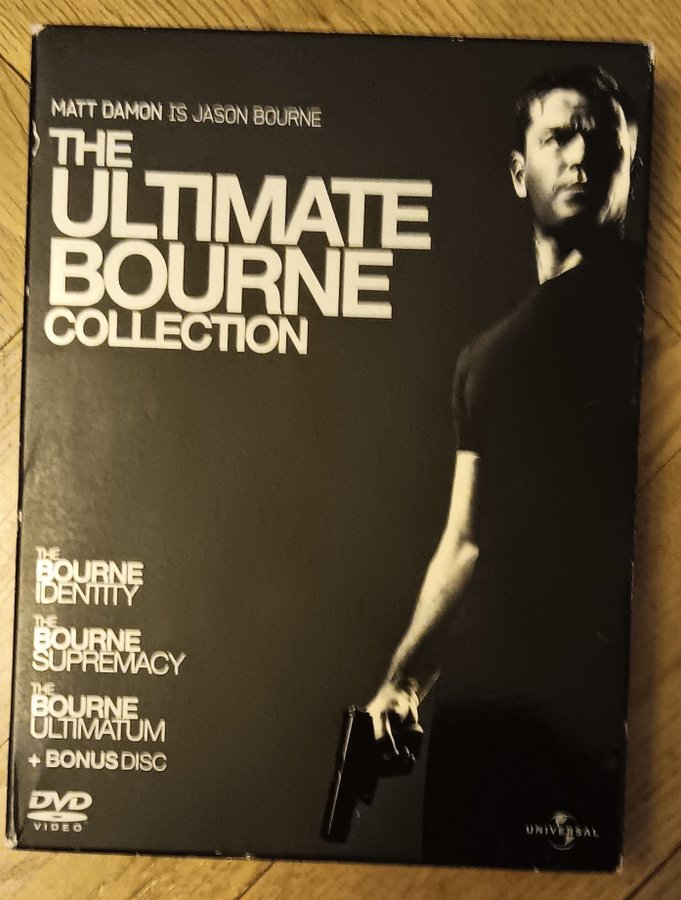 MATT DAMON IS JASON BOURNE
THE
ULTIMATE
BOURNE
COLLECTION
THE
BOURNE
IDENTITY
THE
BOURNE
SUPREMACY
THE
BOURNE
ULTIMATUM
+ BONUS DISC
DVD
VIDEO
UNIVERSAL